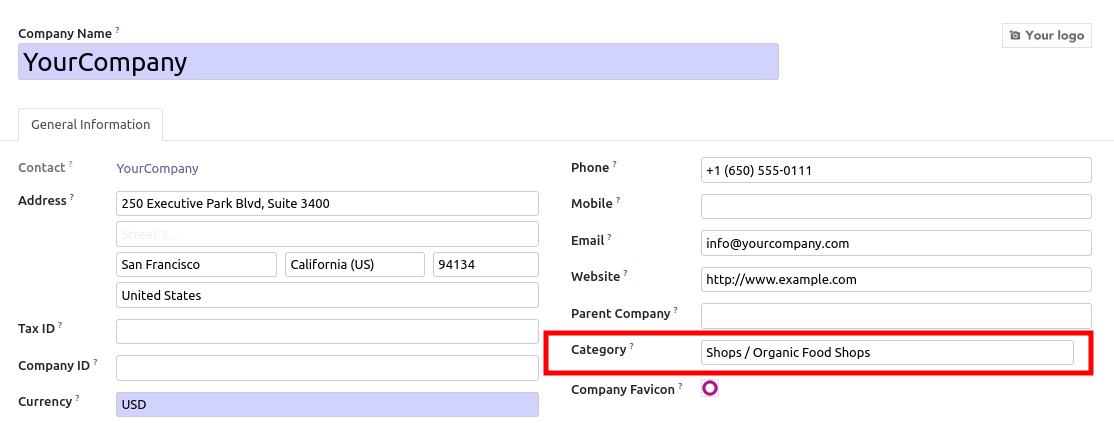 Company Name ?
Your logo
YourCompany
General Information
Contact ? YourCompany
Address ? 250 Executive Park Blvd, Suite 3400
Street 2...
San Francisco California (US) 94134
United States
Tax ID ?
Company ID ?
Currency ? USD
Phone ? +1 (650) 555-0111
Mobile ?
Email ? info@yourcompany.com
Website ? http://www.example.com
Parent Company ?
Category ? Shops / Organic Food Shops
Company Favicon ?